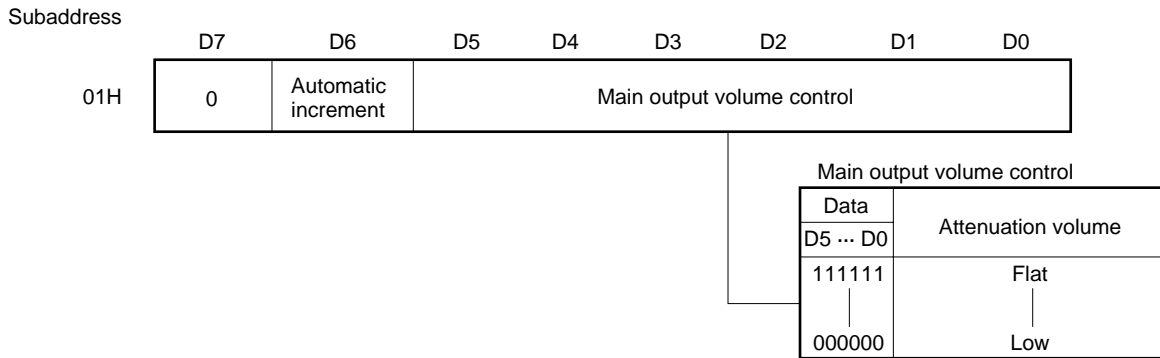 Subaddress
D7 D6 D5 D4 D3 D2 D1 D0
01H 0 Automatic increment Main output volume control
Main output volume control
Data Attenuation volume
D5 ··· D0
111111 Flat
000000 Low